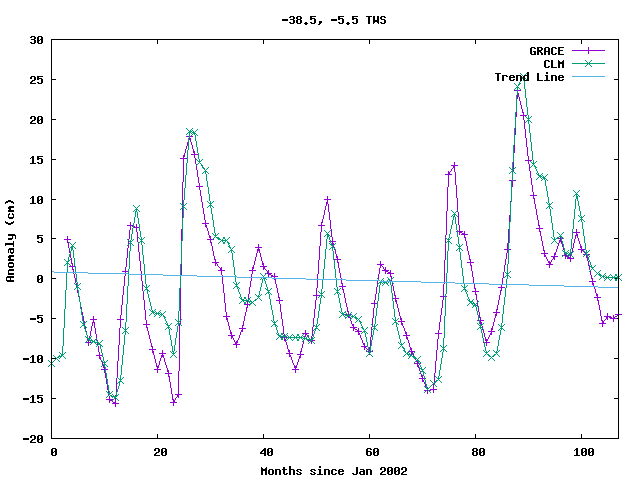 -38.5, -5.5 TWS
30
25
20
15
10
5
0
-5
-10
-15
-20
Anomaly (cm)
GRACE
CLM
Trend Line
0 20 40 60 80 100
Months since Jan 2002